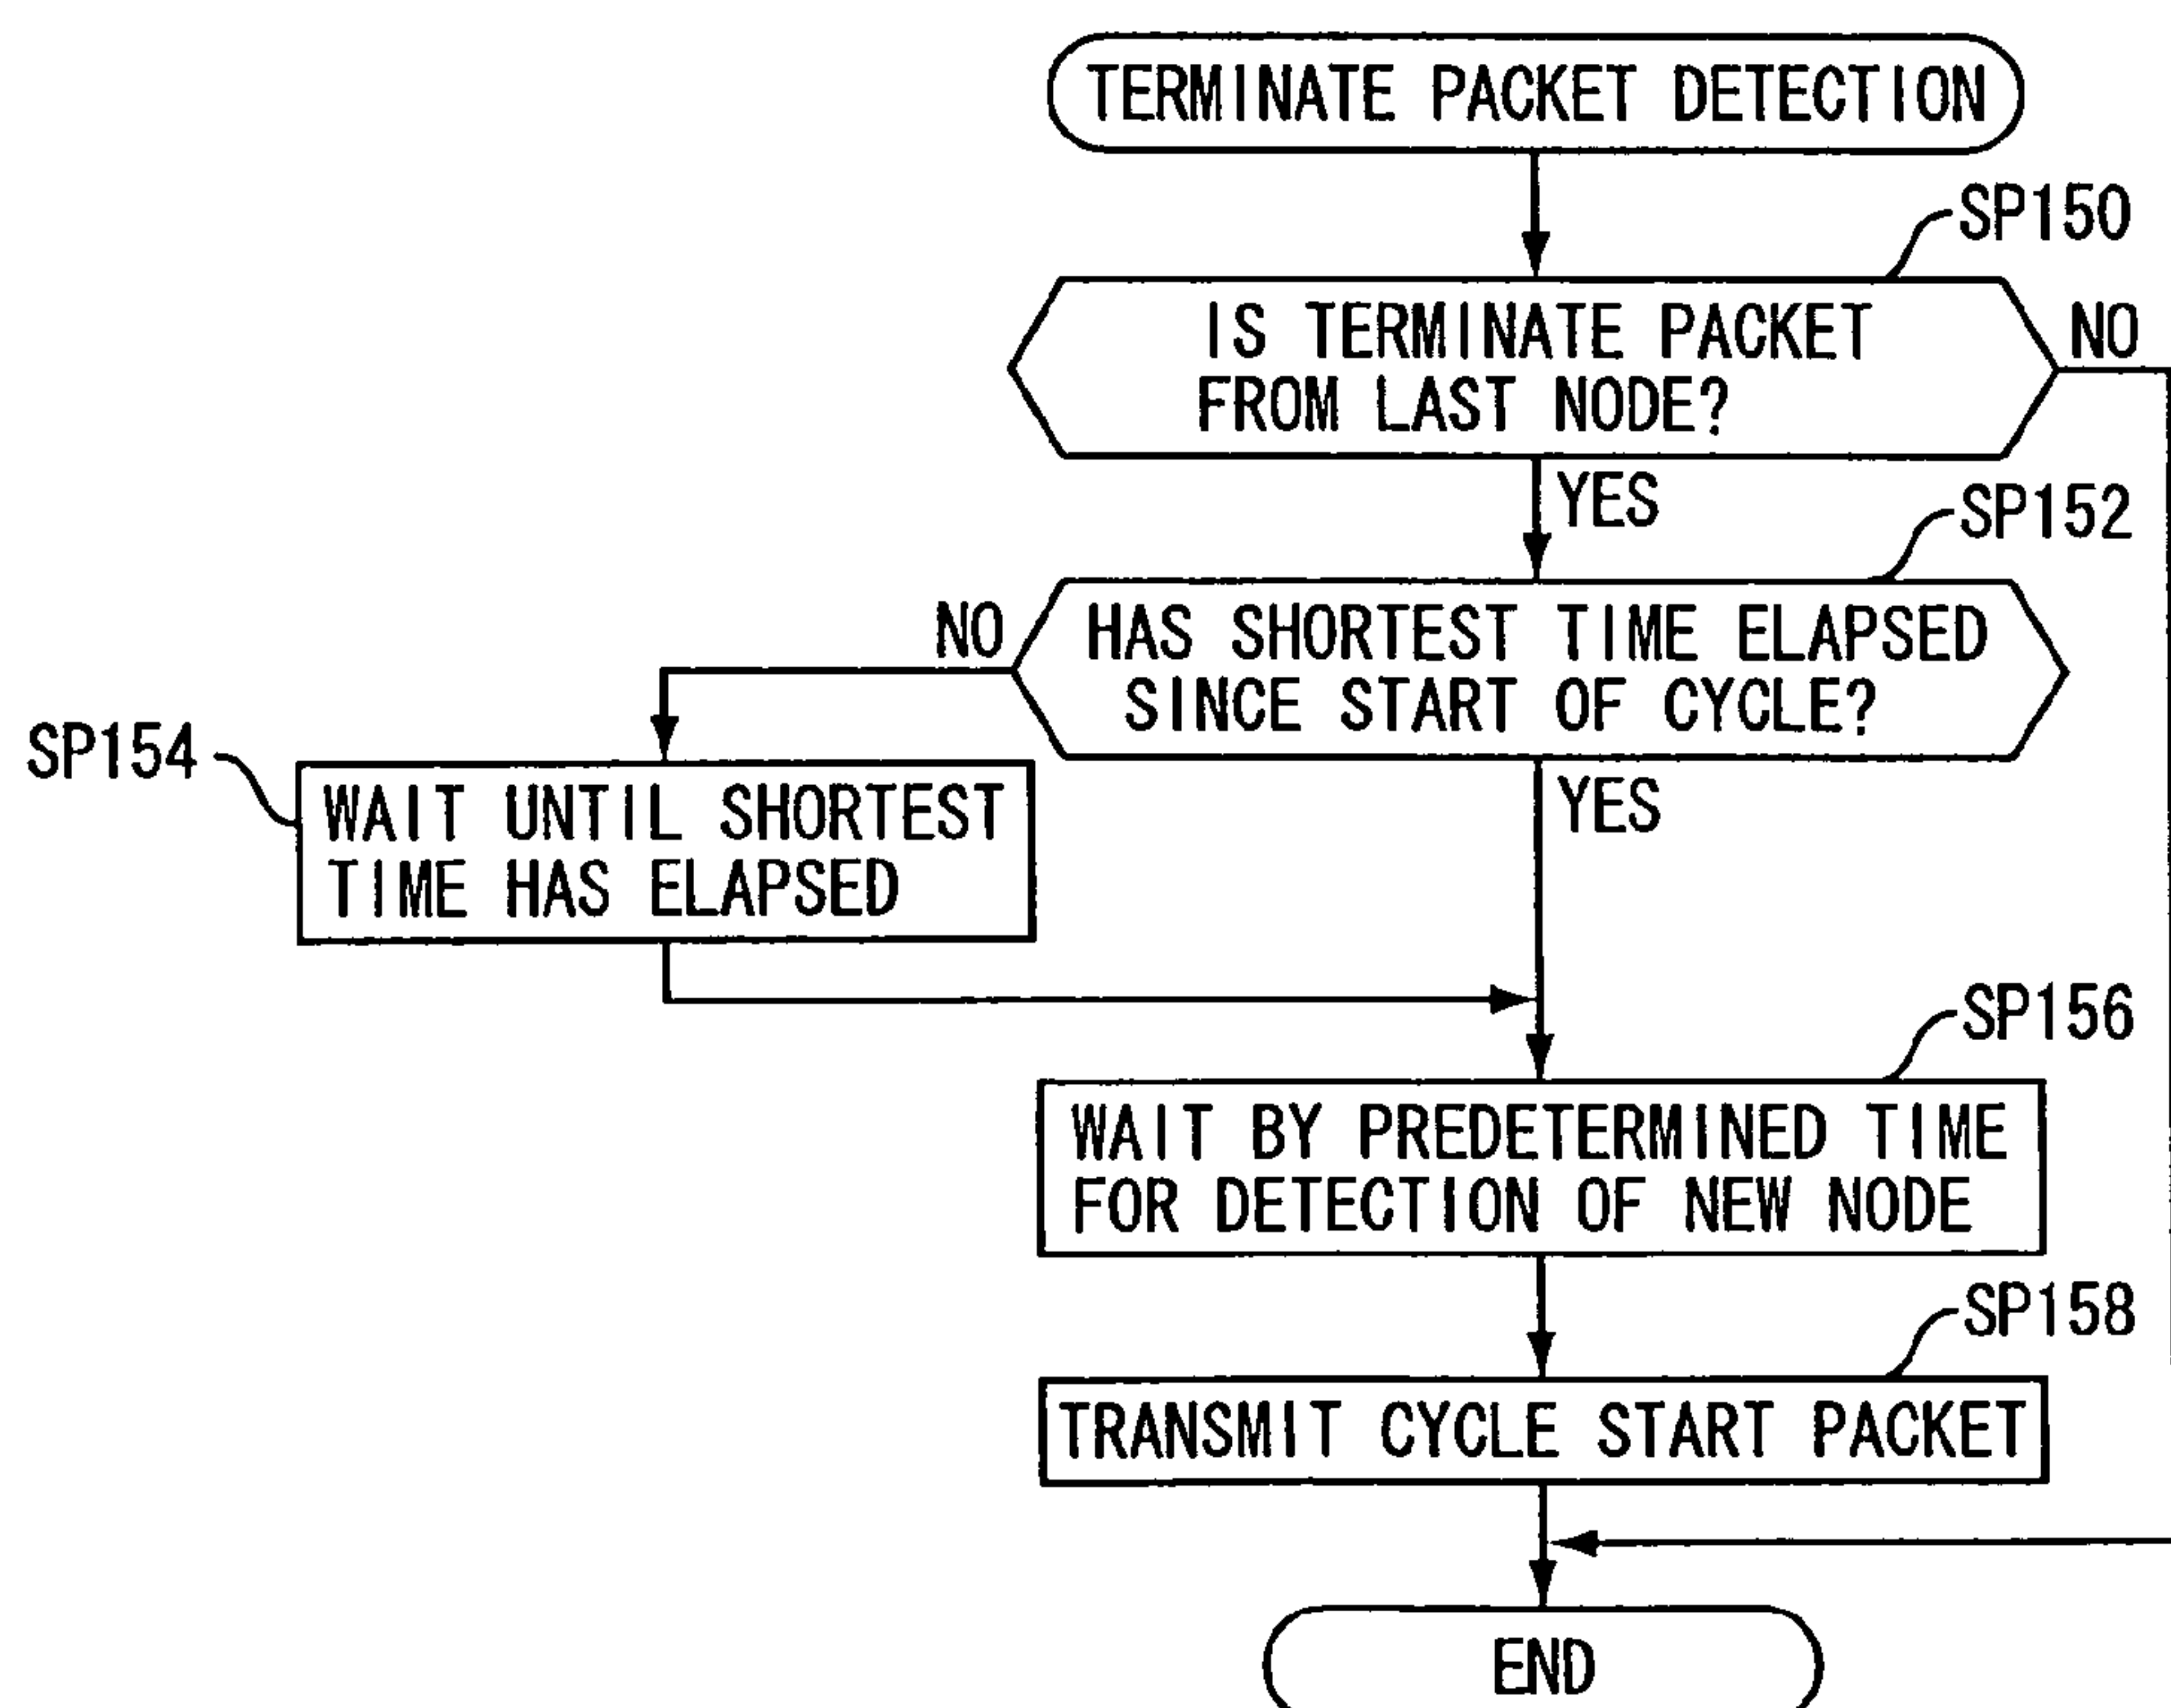 TERMINATE PACKET DETECTION
SP150
IS TERMINATE PACKET
FROM LAST NODE?
NO
YES
SP152
HAS SHORTEST TIME ELAPSED
SINCE START OF CYCLE?
NO
YES
SP154
WAIT UNTIL SHORTEST
TIME HAS ELAPSED
SP156
WAIT BY PREDETERMINED TIME
FOR DETECTION OF NEW NODE
SP158
TRANSMIT CYCLE START PACKET
END